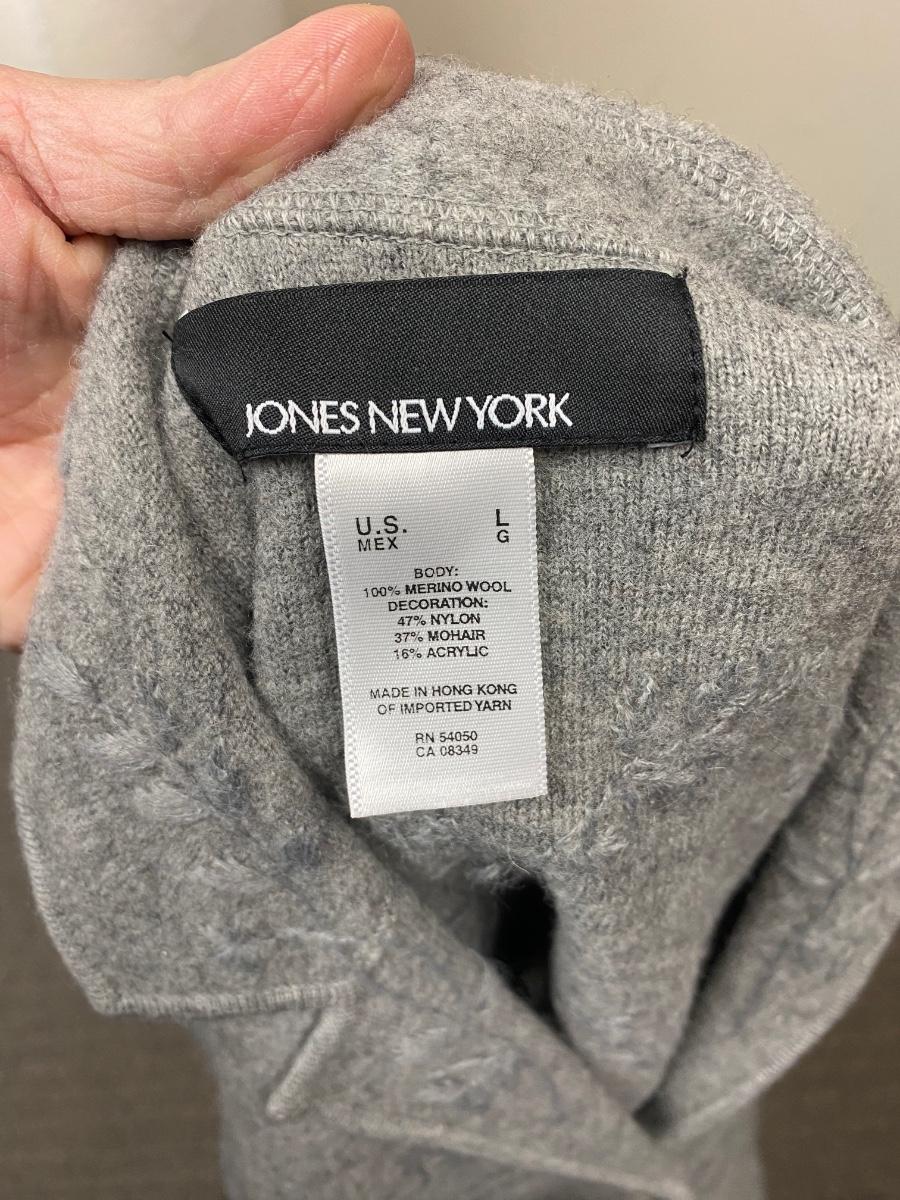 JONES NEW YORK
U.S. L
MEX G
BODY:
100% MERINO WOOL
DECORATION:
47% NYLON
37% MOHAIR
16% ACRYLIC
MADE IN HONG KONG
OF IMPORTED YARN
RN 54050
CA 08349